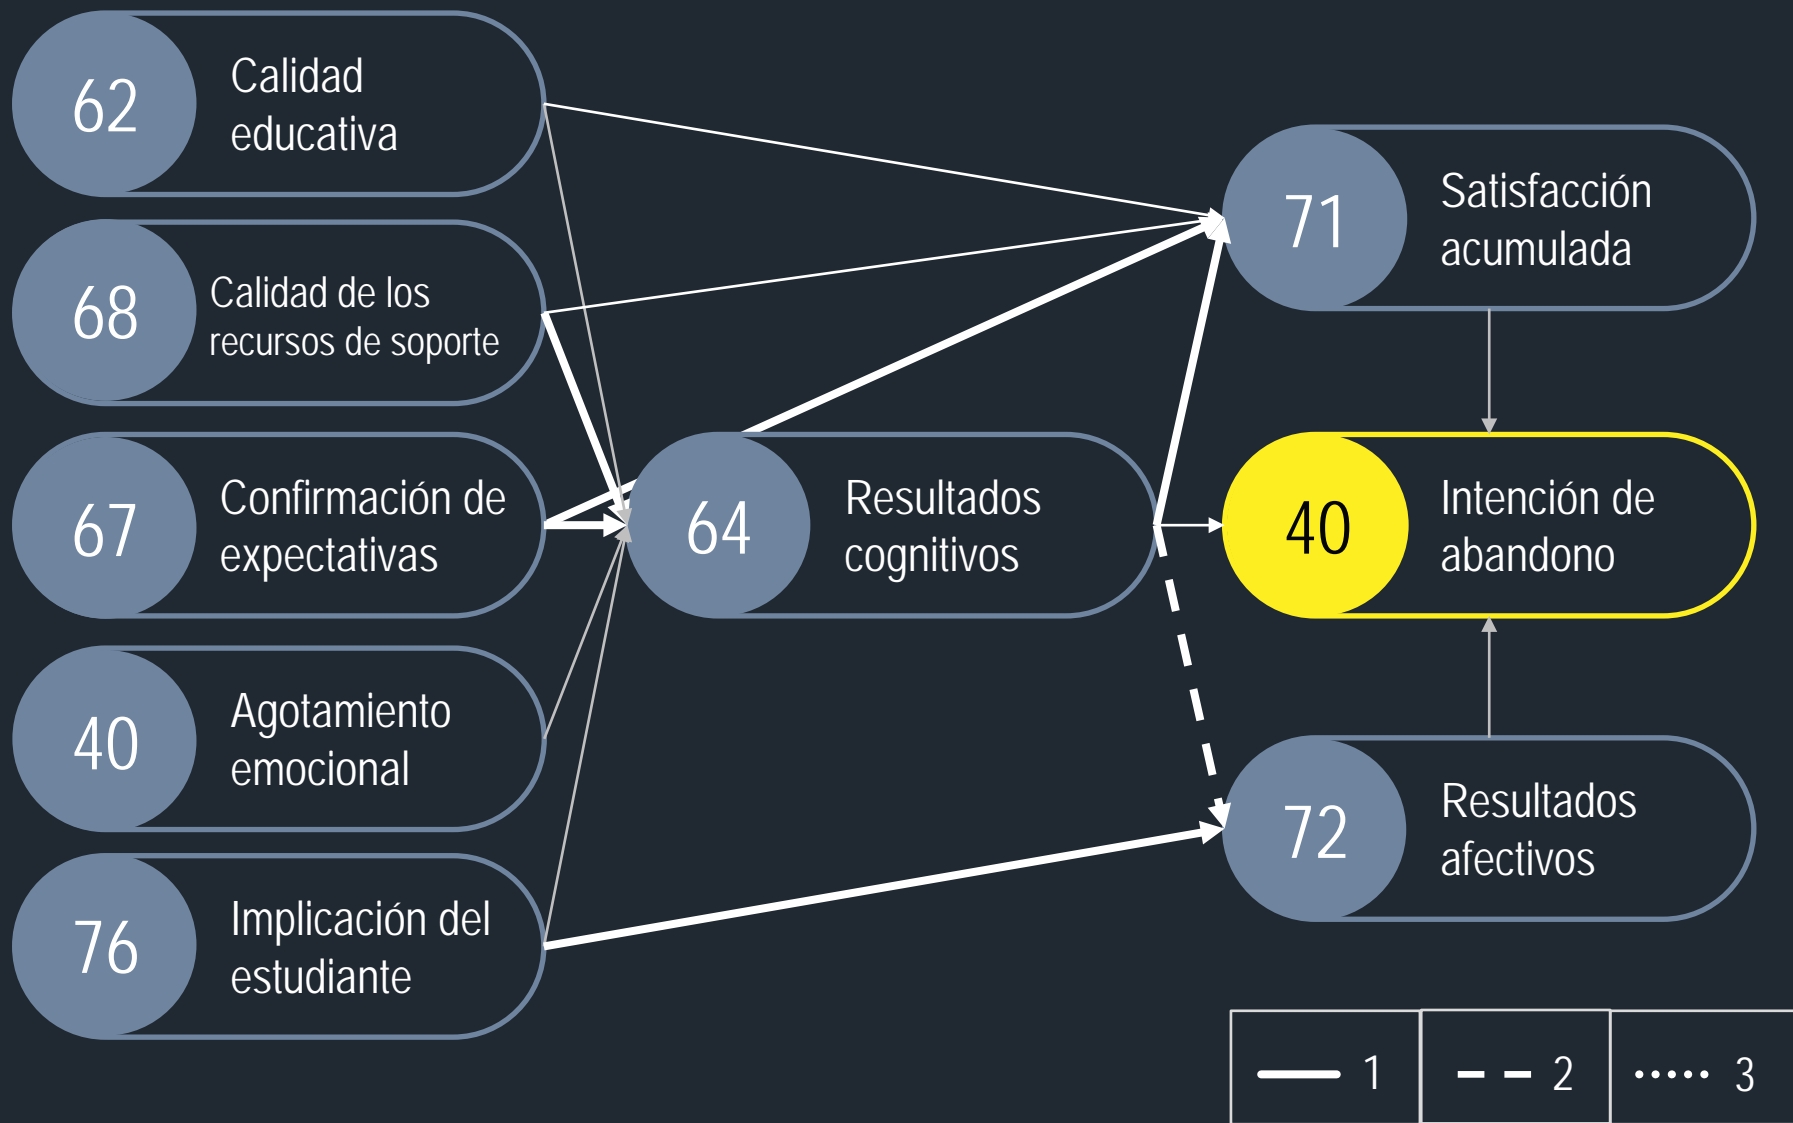 62
Calidad
educativa
68
Calidad de los
recursos de soporte
67
Confirmación de
expectativas
40
Agotamiento
emocional
76
Implicación del
estudiante
64
Resultados
cognitivos
71
Satisfacción
acumulada
40
Intención de
abandono
72
Resultados
afectivos
1
2
3